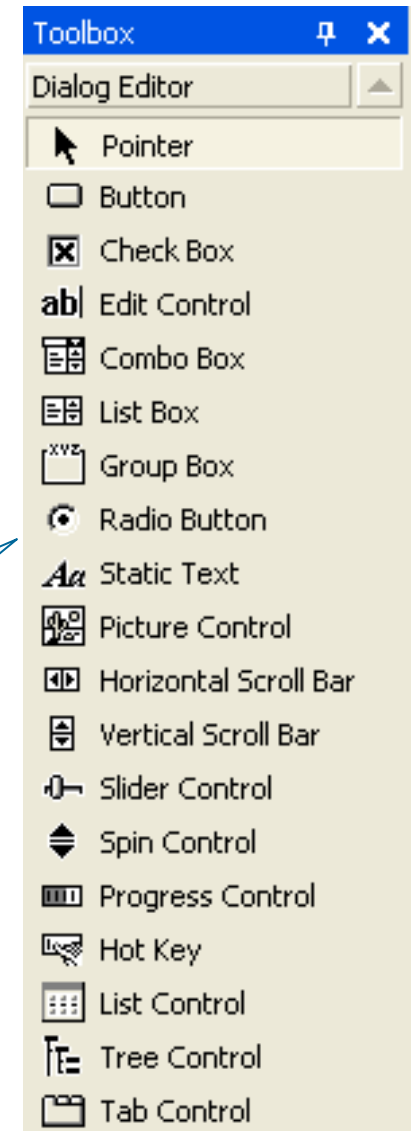 Toolbox
Dialog Editor
Pointer
Button
Check Box
ab| Edit Control
Combo Box
List Box
xyz Group Box
Radio Button
Aa Static Text
Picture Control
Horizontal Scroll Bar
Vertical Scroll Bar
Slider Control
Spin Control
Progress Control
Hot Key
List Control
Tree Control
Tab Control